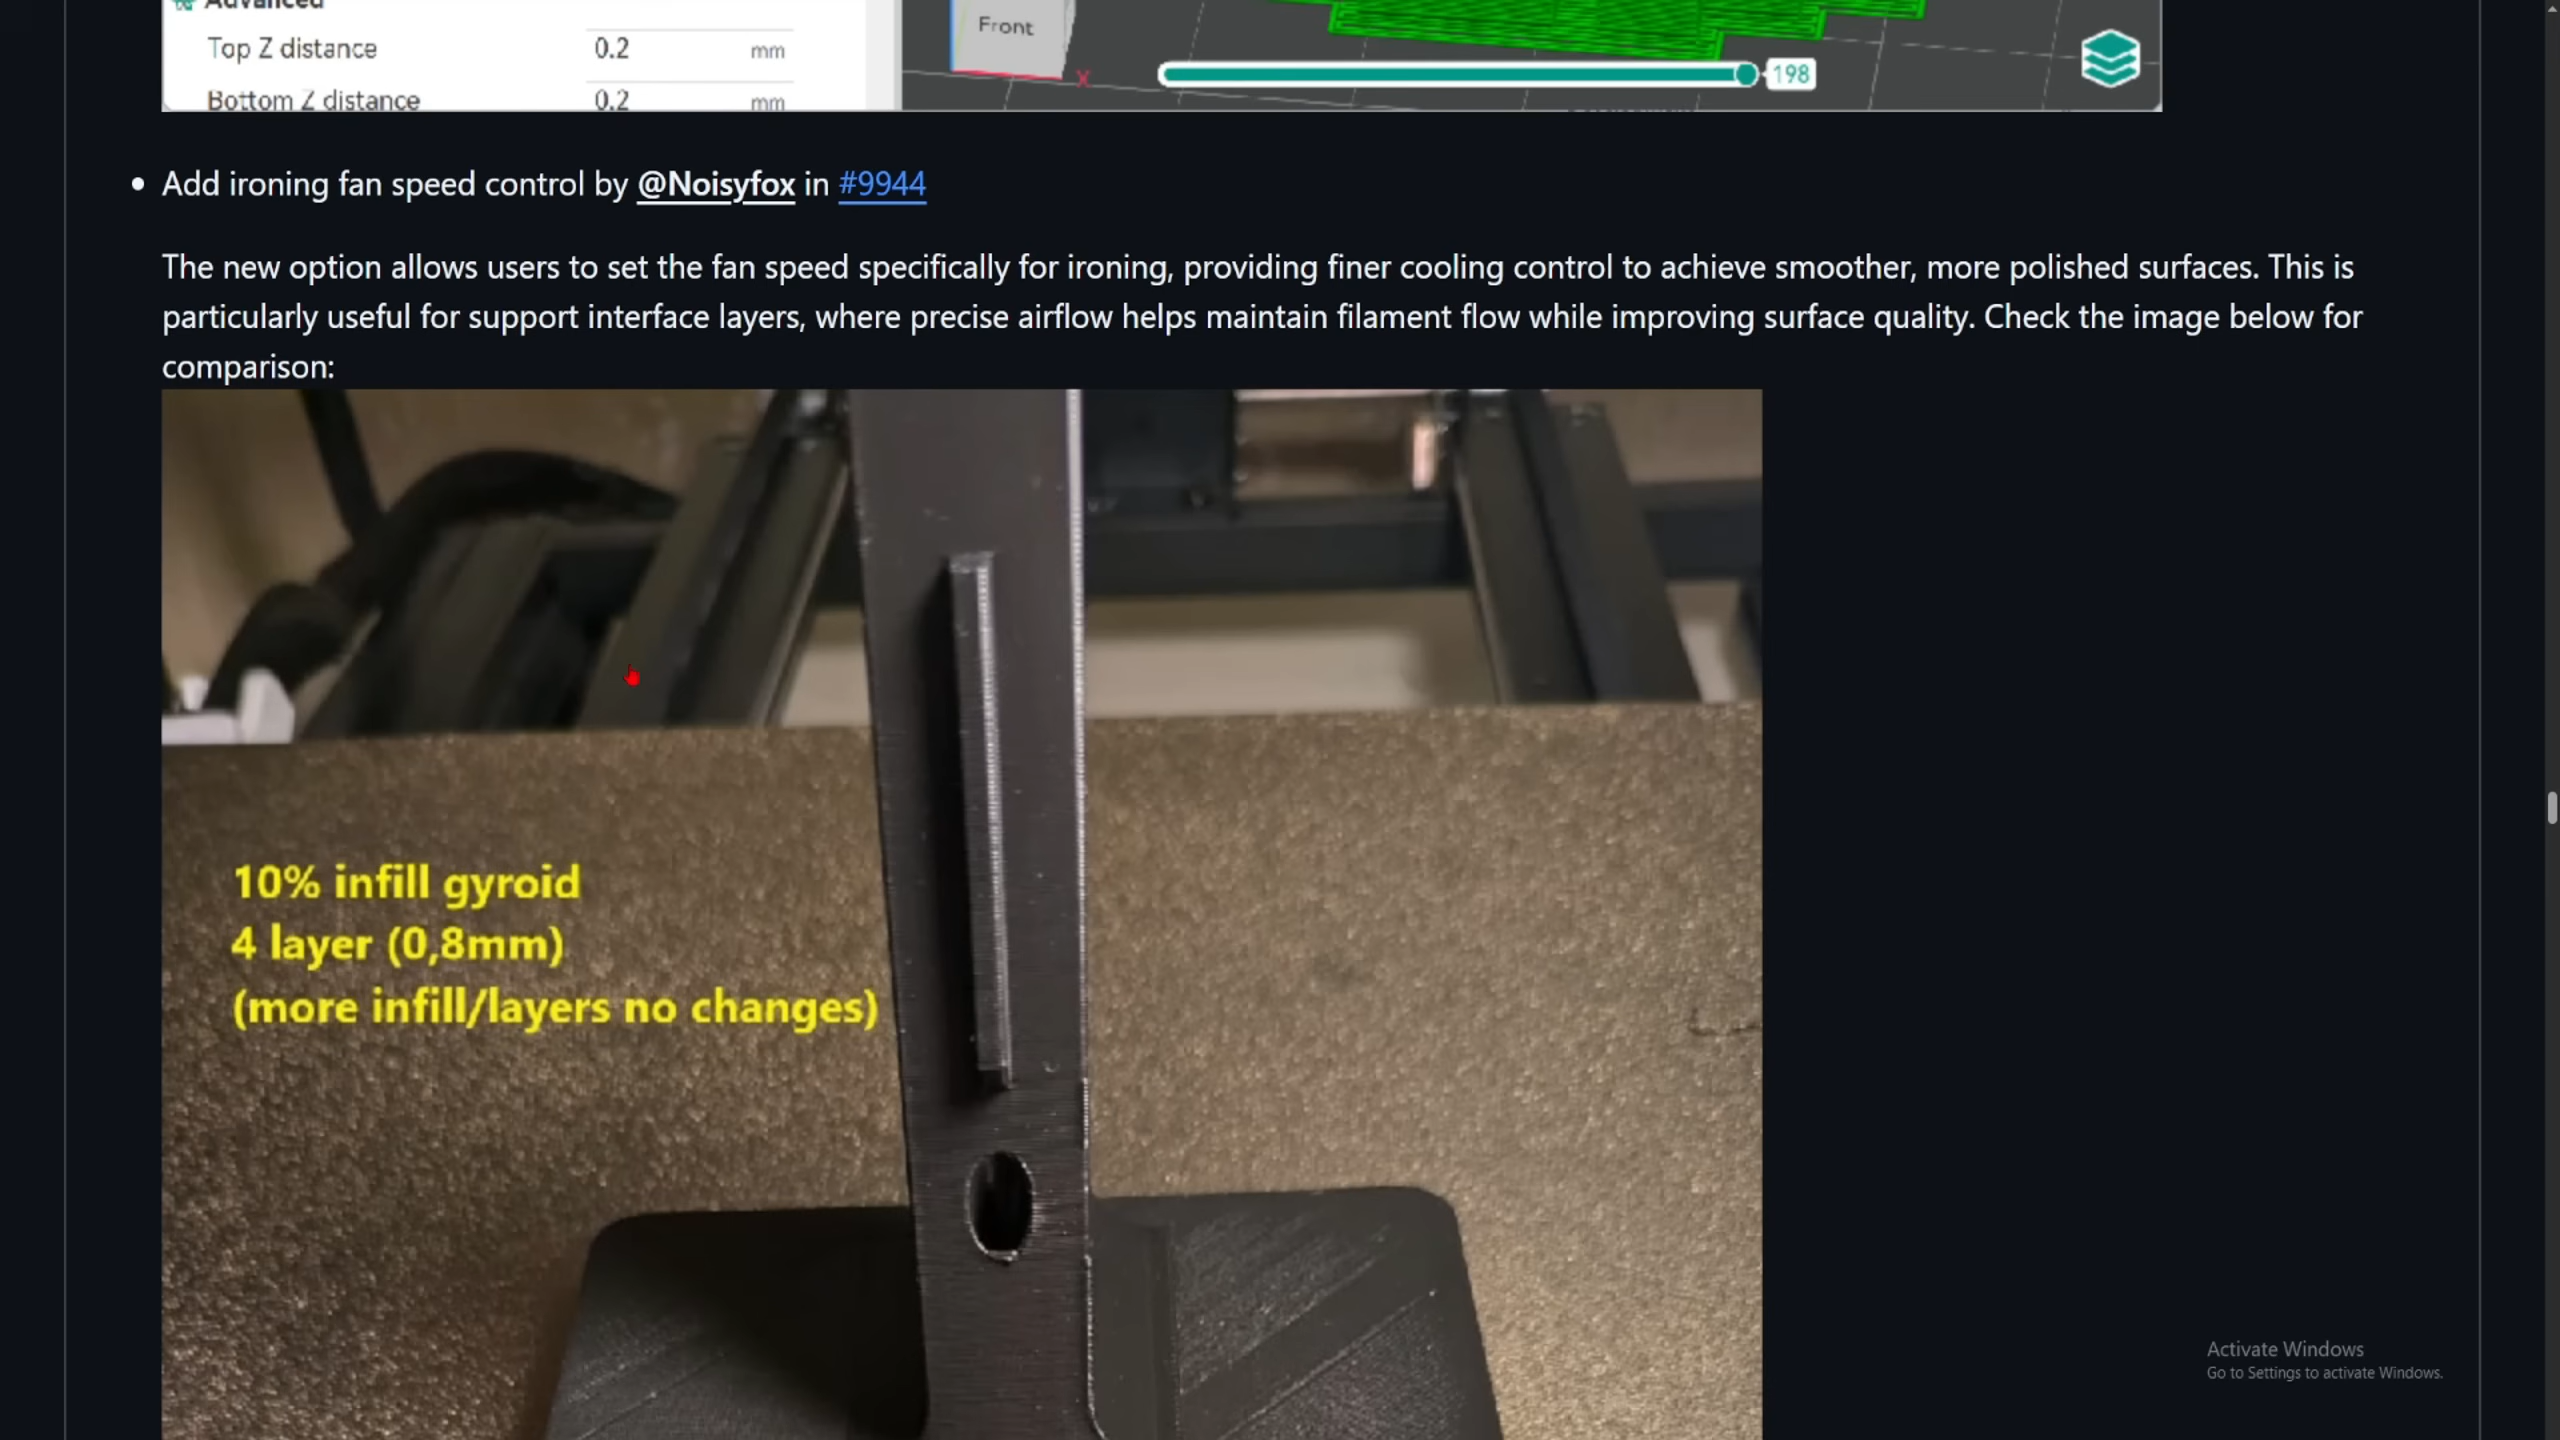 Advanced
Top Z distance 0.2 mm
Bottom Z distance 0.2 mm
Front
X
198
• Add ironing fan speed control by @Noisyfox in #9944
The new option allows users to set the fan speed specifically for ironing, providing finer cooling control to achieve smoother, more polished surfaces. This is
particularly useful for support interface layers, where precise airflow helps maintain filament flow while improving surface quality. Check the image below for
comparison:
10% infill gyroid
4 layer (0,8mm)
(more infill/layers no changes)
Activate Windows
Go to Settings to activate Windows.